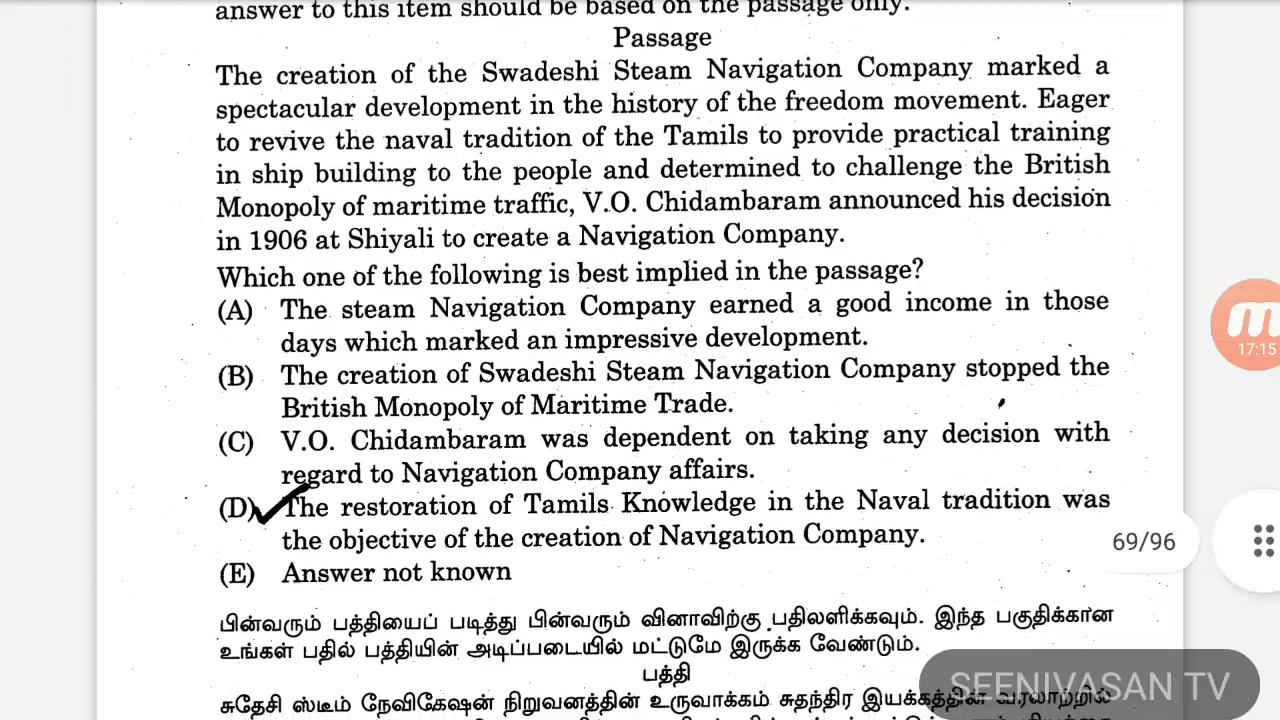 answer to this item should be based on the passage only.
Passage
The creation of the Swadeshi Steam Navigation Company marked a
spectacular development in the history of the freedom movement. Eager
to revive the naval tradition of the Tamils to provide practical training
in ship building to the people and determined to challenge the British
Monopoly of maritime traffic, V.O. Chidambaram announced his decision
in 1906 at Shiyali to create a Navigation Company.
Which one of the following is best implied in the passage?
(A) The steam Navigation Company earned a good income in those
days which marked an impressive development.
(B) The creation of Swadeshi Steam Navigation Company stopped the
British Monopoly of Maritime Trade.
(C) V.O. Chidambaram was dependent on taking any decision with
regard to Navigation Company affairs.
(D) The restoration of Tamils Knowledge in the Naval tradition was
the objective of the creation of Navigation Company.
(E) Answer not known
பின்வரும் பத்தியைப் படித்து பின்வரும் வினாவிற்கு பதிலளிக்கவும். இந்த பகுதிக்கான
உங்கள் பதில் பத்தியின் அடிப்படையில் மட்டுமே இருக்க வேண்டும்.
பத்தி
சுதேசி ஸ்டீம் நேவிகேஷன் நிறுவனத்தின் உருவாக்கம் சுதந்திர இயக்கத்தின் வரலாற்றில்
17:15
69/96
SEENIVASAN TV